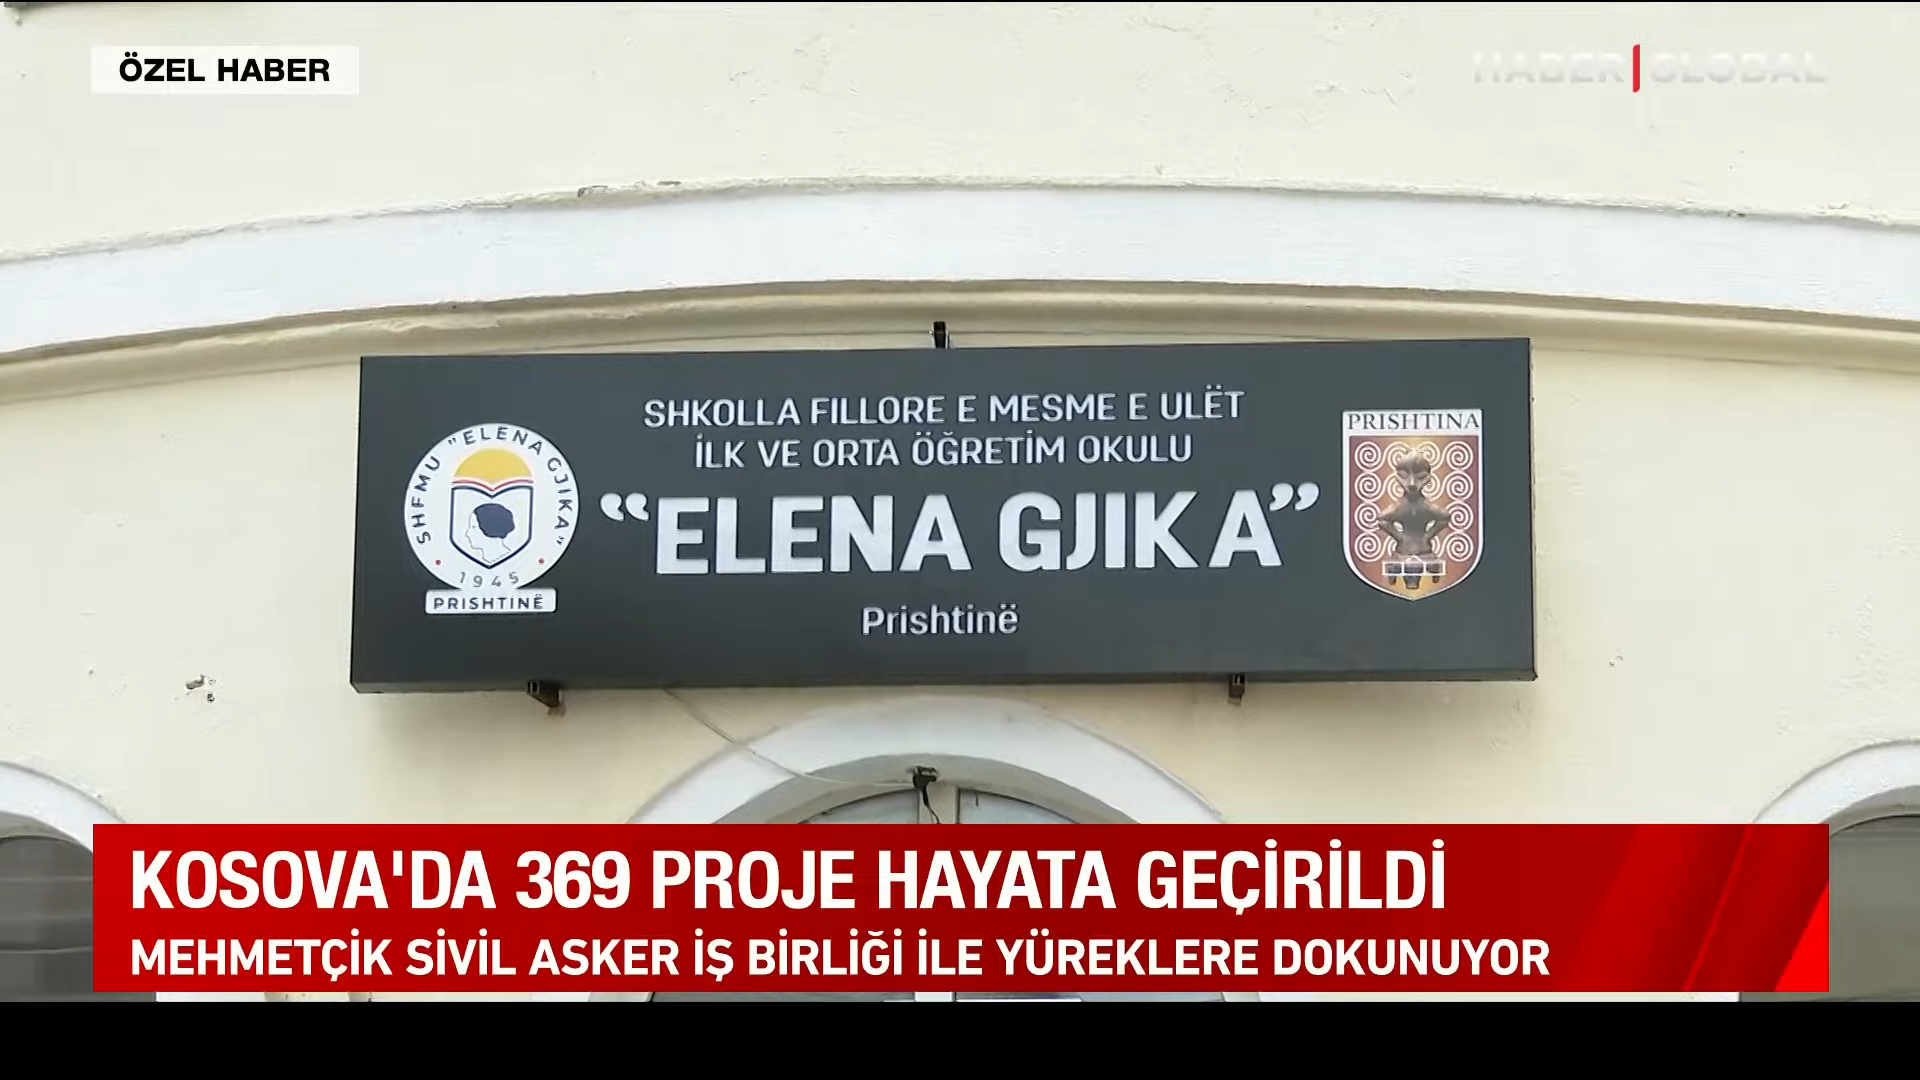 ÖZEL HABER
HABER GLOBAL
SHKOLLA FILLORE E MESME E ULËT
İLK VE ORTA ÖĞRETİM OKULU
“ELENA GJIKA”
Prishtinë
SHFMU "ELENA GJIKA"
1945
PRISHTINË
PRISHTINA
KOSOVA'DA 369 PROJE HAYATA GEÇİRİLDİ
MEHMETÇİK SİVİL ASKER İŞ BİRLİĞİ İLE YÜREKLERE DOKUNUYOR